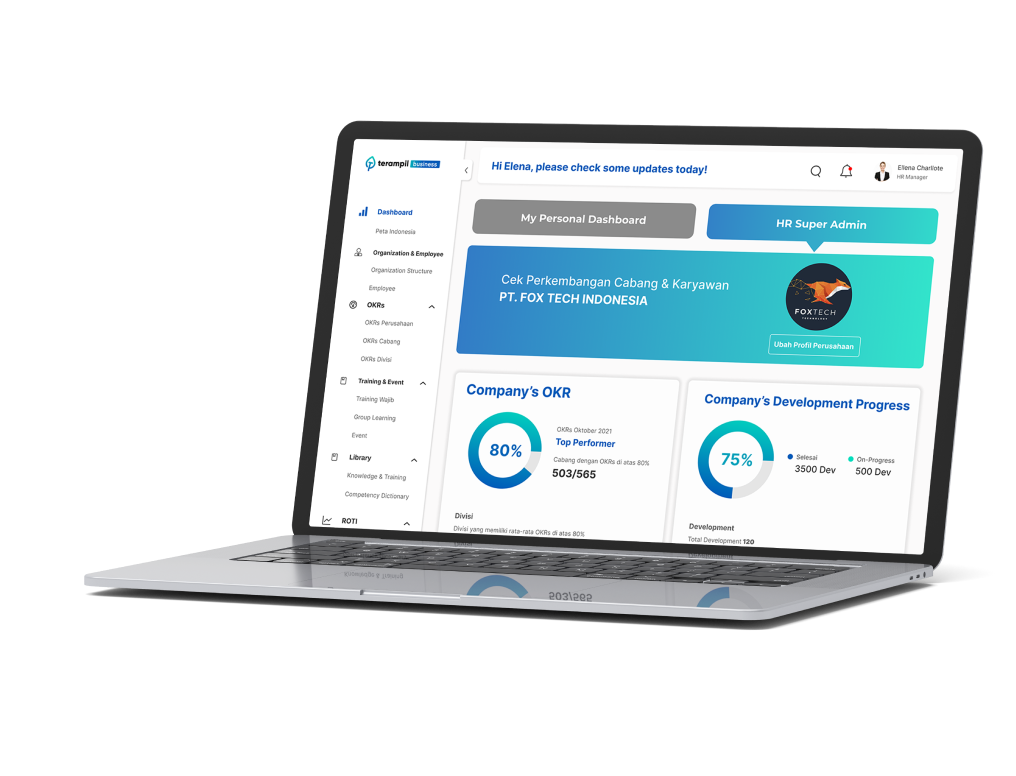 terampil business
Hi Elena, please check some updates today!
Ellena Charllote
HR Manager
Dashboard
Peta Indonesia
Organization & Employee
Organization Structure
Employee
OKRs
OKRs Perusahaan
OKRs Cabang
OKRs Divisi
Training & Event
Training Wajib
Group Learning
Event
Library
Knowledge & Training
Competency Dictionary
ROTI
My Personal Dashboard
HR Super Admin
Cek Perkembangan Cabang & Karyawan
PT. FOX TECH INDONESIA
FOXTECH
TECHNOLOGY
Ubah Profil Perusahaan
Company's OKR
80%
OKRs Oktober 2021
Top Performer
Cabang dengan OKRs di atas 80%
503/565
Divisi
Divisi yang memiliki rata-rata OKRs di atas 80%
Company's Development Progress
75%
Selesai
3500 Dev
On-Progress
500 Dev
Development
Total Development 120